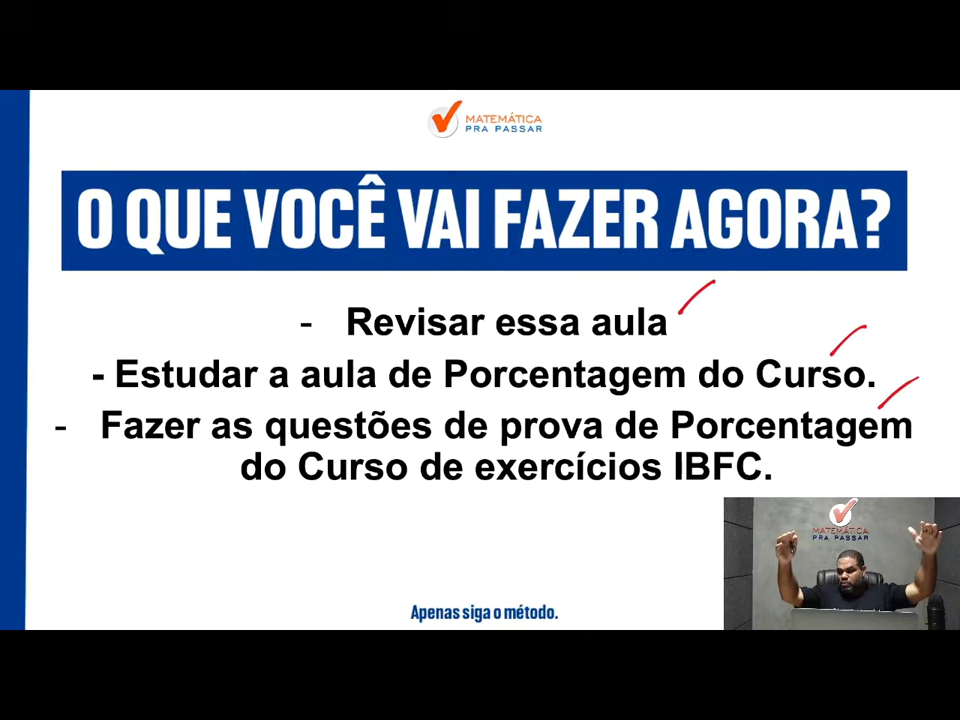 MATEMÁTICA
PRA PASSAR
O QUE VOCÊ VAI FAZER AGORA?
- Revisar essa aula
- Estudar a aula de Porcentagem do Curso.
- Fazer as questões de prova de Porcentagem
do Curso de exercícios IBFC.
MATEMÁTICA
PRA PASSAR
Apenas siga o método.